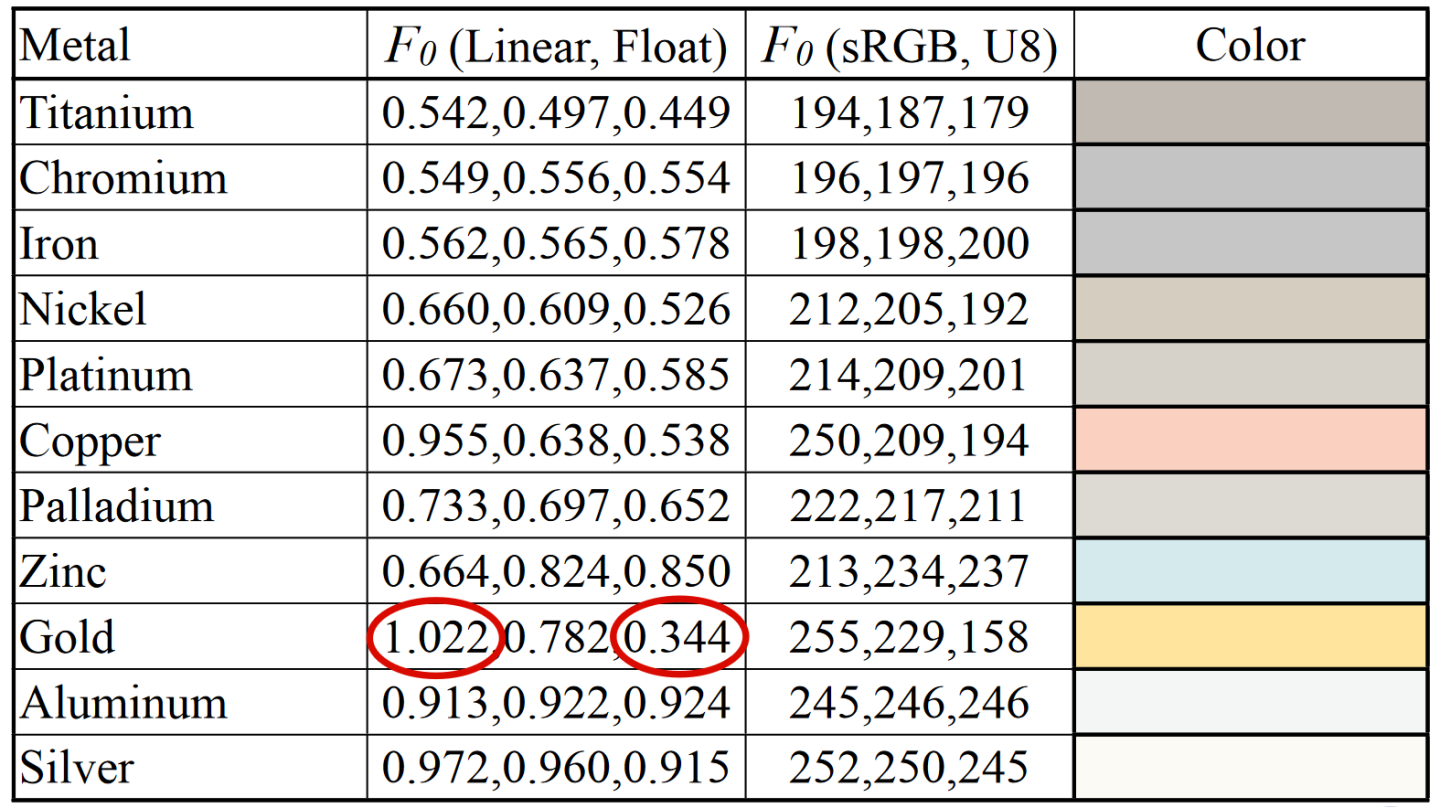 Metal F0 (Linear, Float) F0 (sRGB, U8) Color
Titanium 0.542,0.497,0.449 194,187,179
Chromium 0.549,0.556,0.554 196,197,196
Iron 0.562,0.565,0.578 198,198,200
Nickel 0.660,0.609,0.526 212,205,192
Platinum 0.673,0.637,0.585 214,209,201
Copper 0.955,0.638,0.538 250,209,194
Palladium 0.733,0.697,0.652 222,217,211
Zinc 0.664,0.824,0.850 213,234,237
Gold 1.022,0.782,0.344 255,229,158
Aluminum 0.913,0.922,0.924 245,246,246
Silver 0.972,0.960,0.915 252,250,245